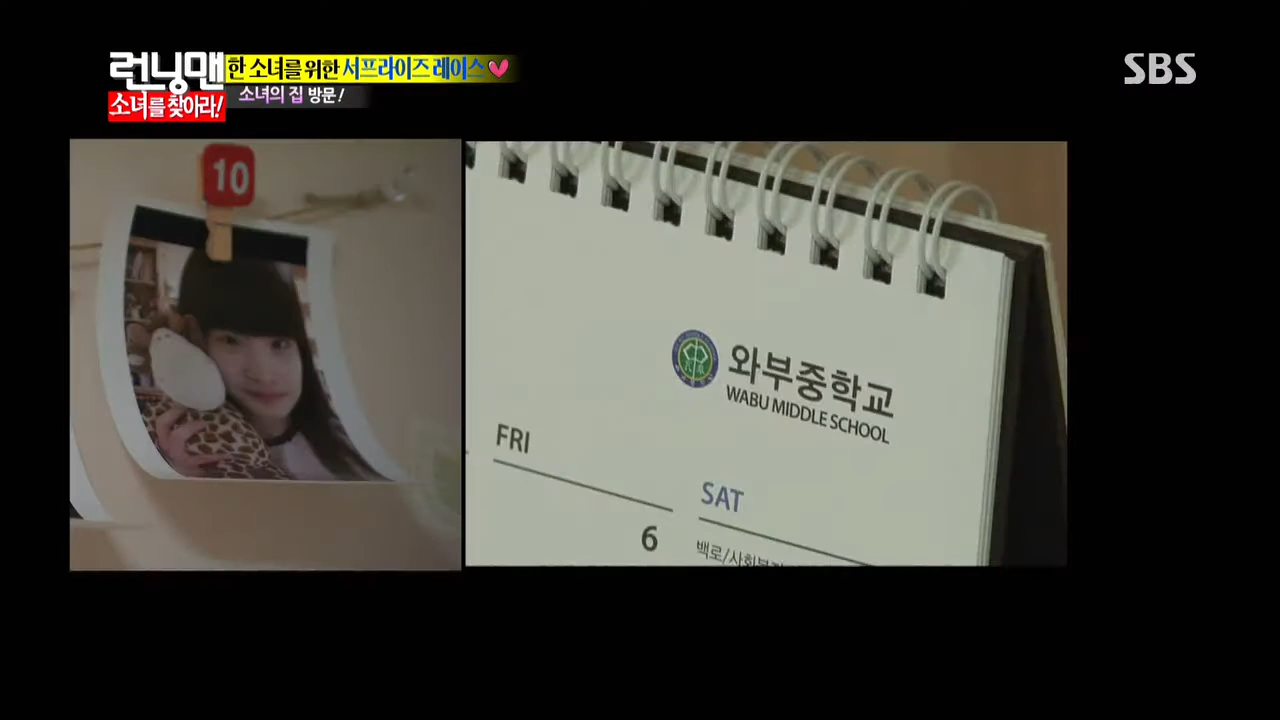 런닝맨
소녀를 찾아라!
한 소녀를 위한 서프라이즈 레이스
소녀의 집 방문!
SBS
10
와부중학교
WABU MIDDLE SCHOOL
FRI
SAT
6